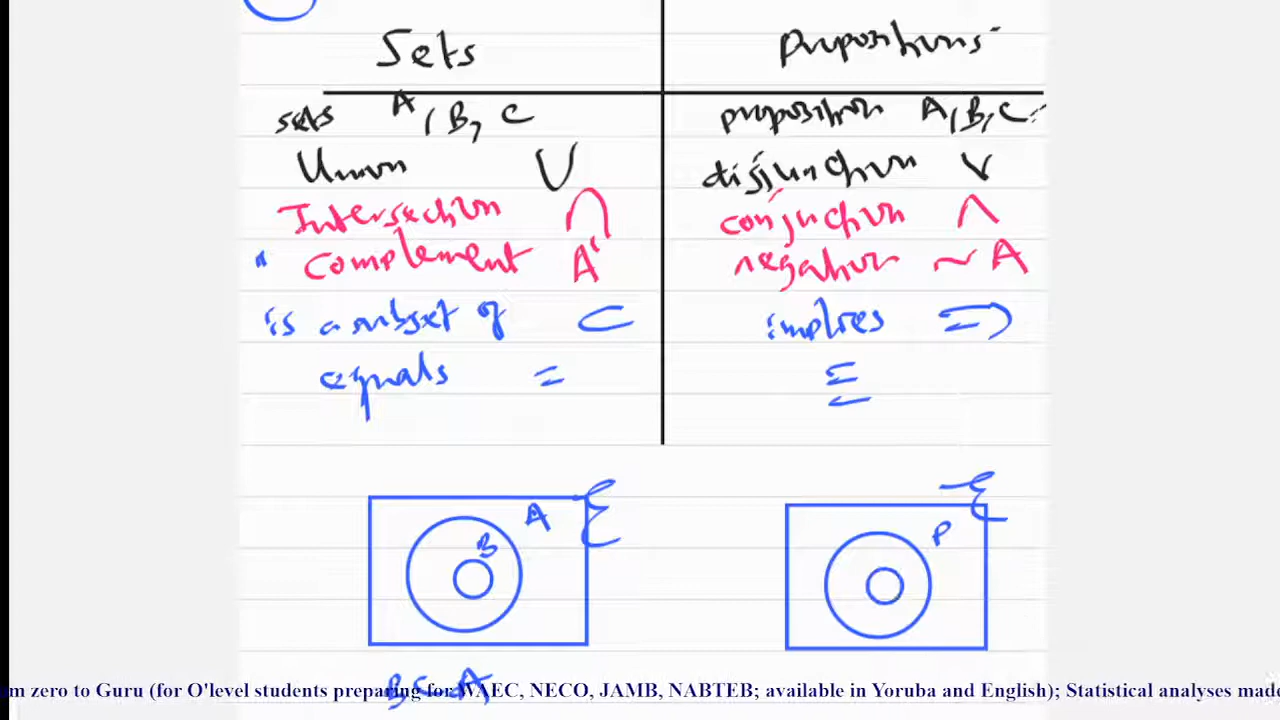 Sets Propositions
sets A, B, C proposition A, B, C
Union ∪ disjunction ∨
Intersection ∩ conjunction ∧
complement A' negation ~A
is a subset of ⊂ implies ⇒
equals = ≡
A ξ
B
P ξ
B ⊂ A
om zero to Guru (for O'level students preparing for WAEC, NECO, JAMB, NABTEB; available in Yoruba and English); Statistical analyses made